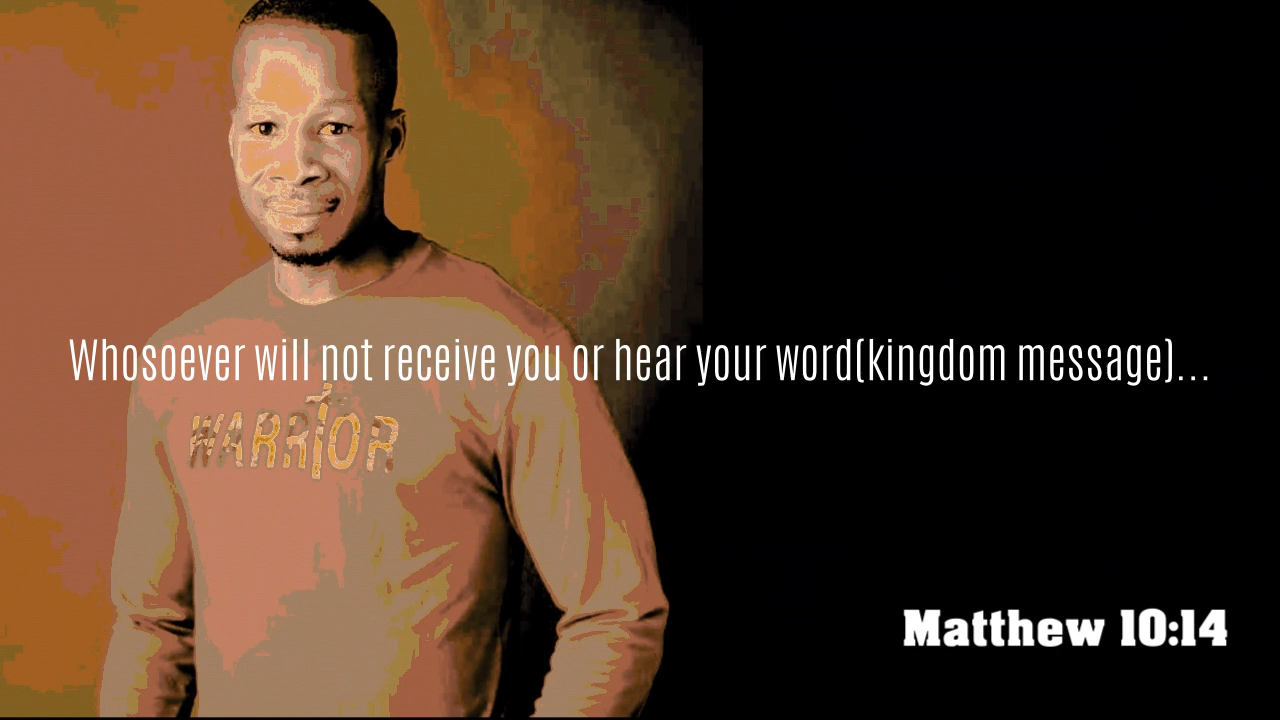 Whosoever will not receive you or hear your word(kingdom message)...
WARRIOR
Matthew 10:14